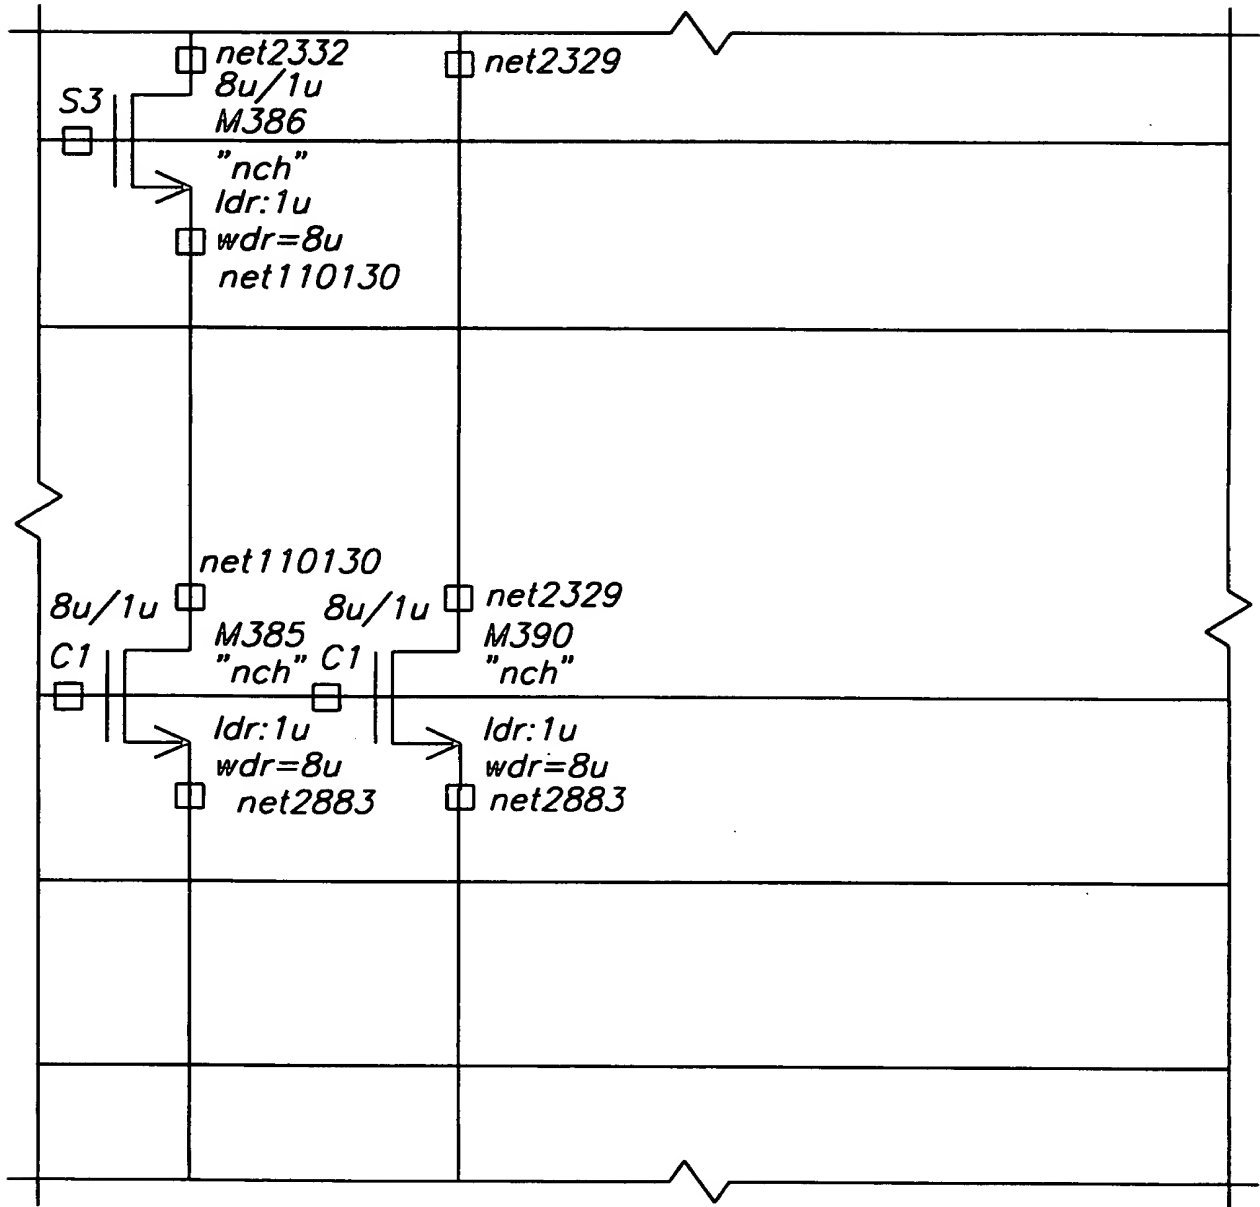 net2332
net2329
8u/1u
S3
M386
"nch"
ldr:1u
wdr=8u
net110130
net110130
8u/1u
8u/1u
net2329
M385
M390
C1
"nch"
C1
"nch"
ldr:1u
ldr:1u
wdr=8u
wdr=8u
net2883
net2883